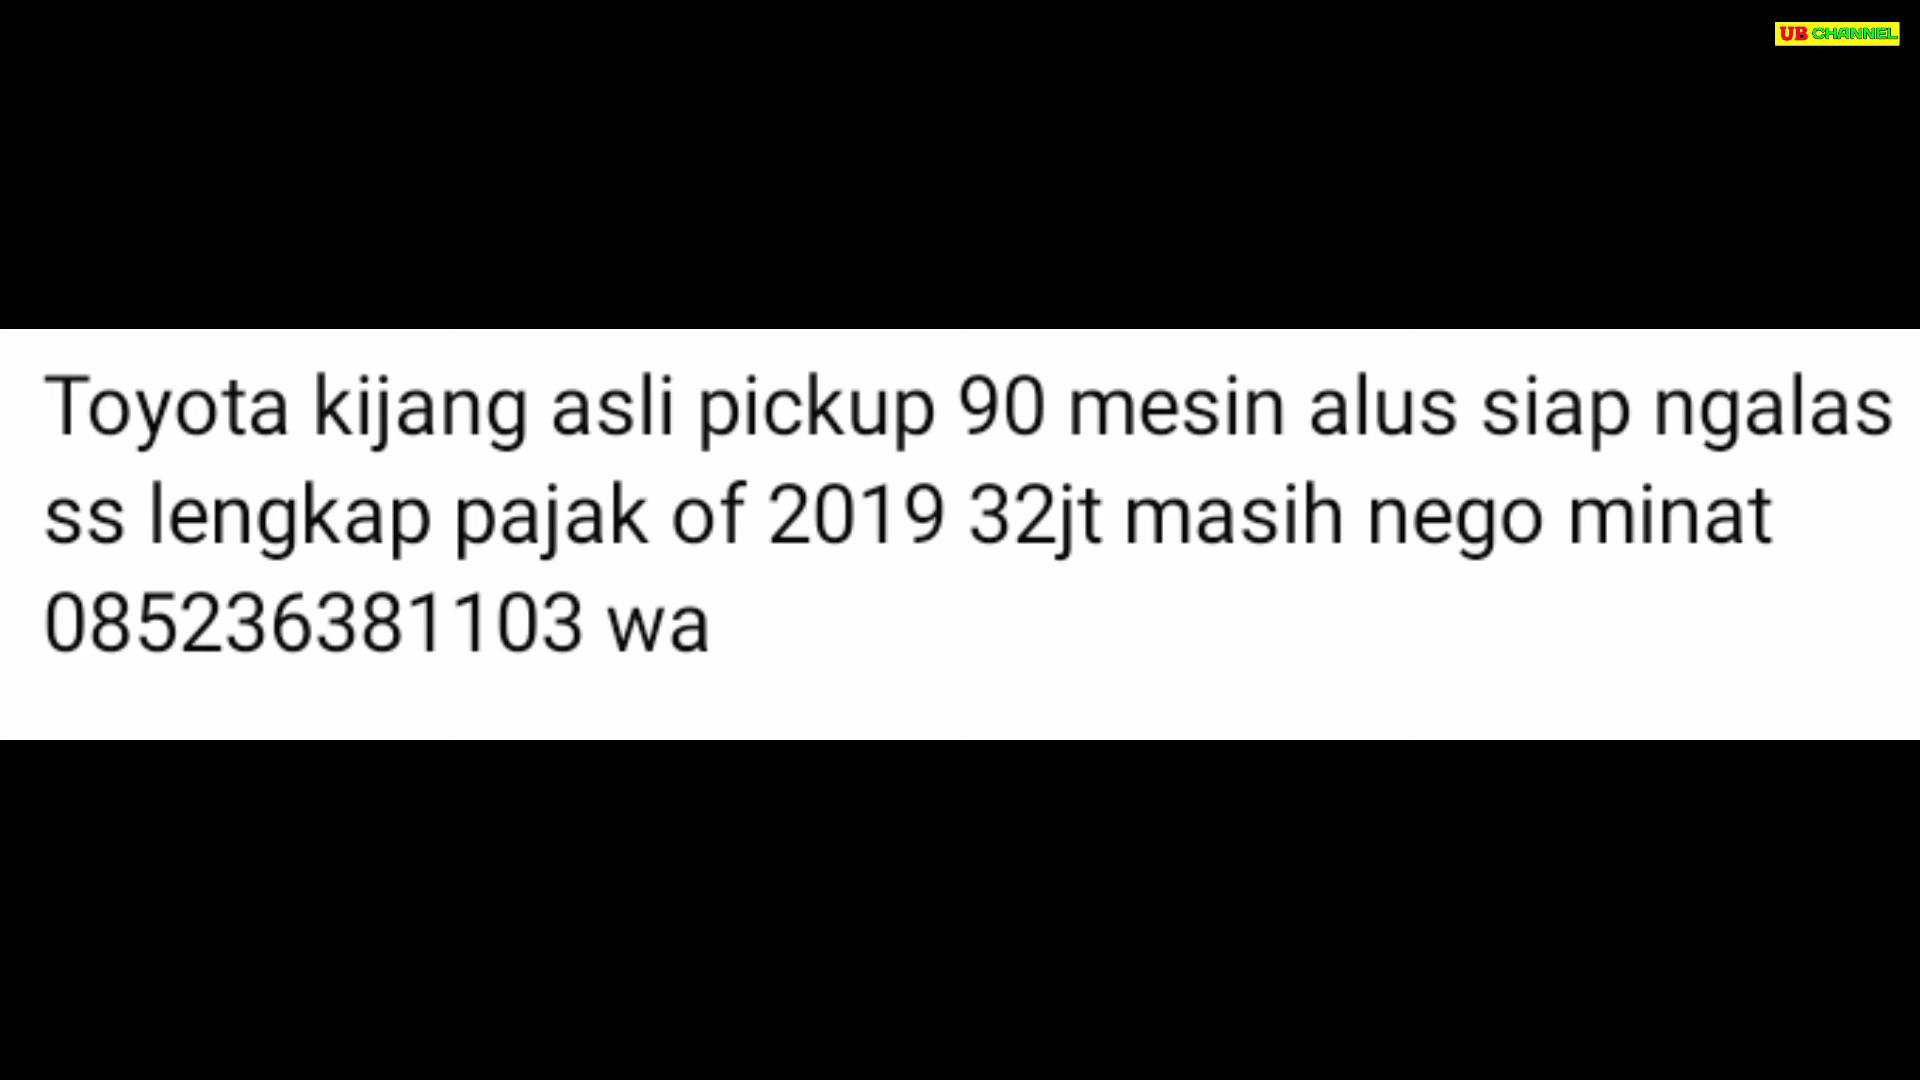 UB CHANNEL
Toyota kijang asli pickup 90 mesin alus siap ngalas
ss lengkap pajak of 2019 32jt masih nego minat
085236381103 wa